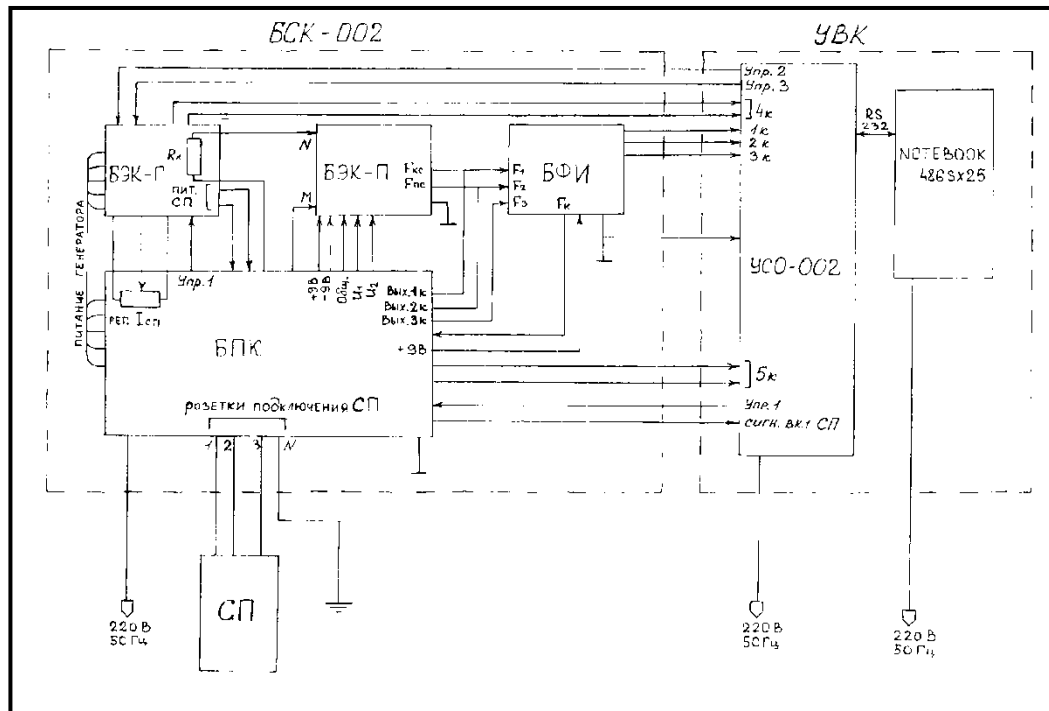 БСК-002
УВК
Упр. 2
Упр. 3
4к
1к
2к
3к
RS
232
NOTEBOOK
486SX25
БЭК-Г
Rк
ПИТ.
СП
N
M
БЭК-П
Fкс
Fпс
F1
F2
F3
БФИ
Fк
ПИТАНИЕ ГЕНЕРАТОРА
Y
РЕГ. Iсп
Упр.1
+9В
-9В
Общ.
U1
U2
Вых.1к
Вых.2к
Вых.3к
+9В
БПК
УСО-002
5к
Упр.1
СИГН. ВК.1 СП
РОЗЕТКИ ПОДКЛЮЧЕНИЯ СП
1
2
3
N
СП
220 В
50 Гц
220 В
50 Гц
220 В
50 Гц